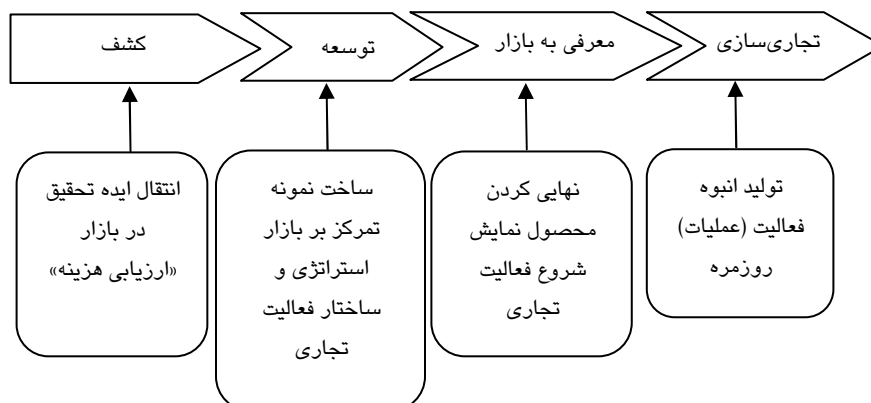 کشف
توسعه
معرفی به بازار
تجاری‌سازی
انتقال ایده تحقیق
در بازار
«ارزیابی هزینه»
ساخت نمونه
تمرکز بر بازار
استراتژی و
ساختار فعالیت
تجاری
نهایی کردن
محصول نمایش
شروع فعالیت
تجاری
تولید انبوه
فعالیت (عملیات)
روزمره